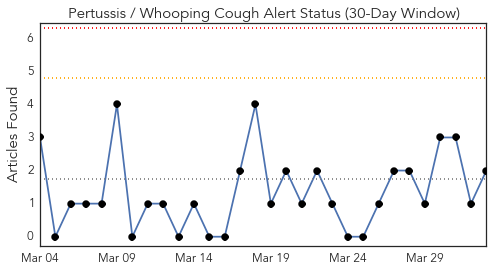 Pertussis / Whooping Cough Alert Status (30-Day Window)
Articles Found
6
5
4
3
2
1
0
Mar 04 Mar 09 Mar 14 Mar 19 Mar 24 Mar 29